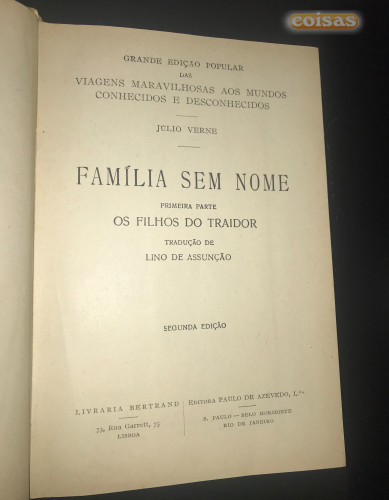 eoisas
GRANDE EDIÇÃO POPULAR
DAS
VIAGENS MARAVILHOSAS AOS MUNDOS
CONHECIDOS E DESCONHECIDOS
JÚLIO VERNE
FAMÍLIA SEM NOME
PRIMEIRA PARTE
OS FILHOS DO TRAIDOR
TRADUÇÃO DE
LINO DE ASSUNÇÃO
SEGUNDA EDIÇÃO
LIVRARIA BERTRAND
73, Rua Garrett, 75
LISBOA
Editora PAULO DE AZEVEDO, L.da
S. PAULO — BELO HORIZONTE
RIO DE JANEIRO